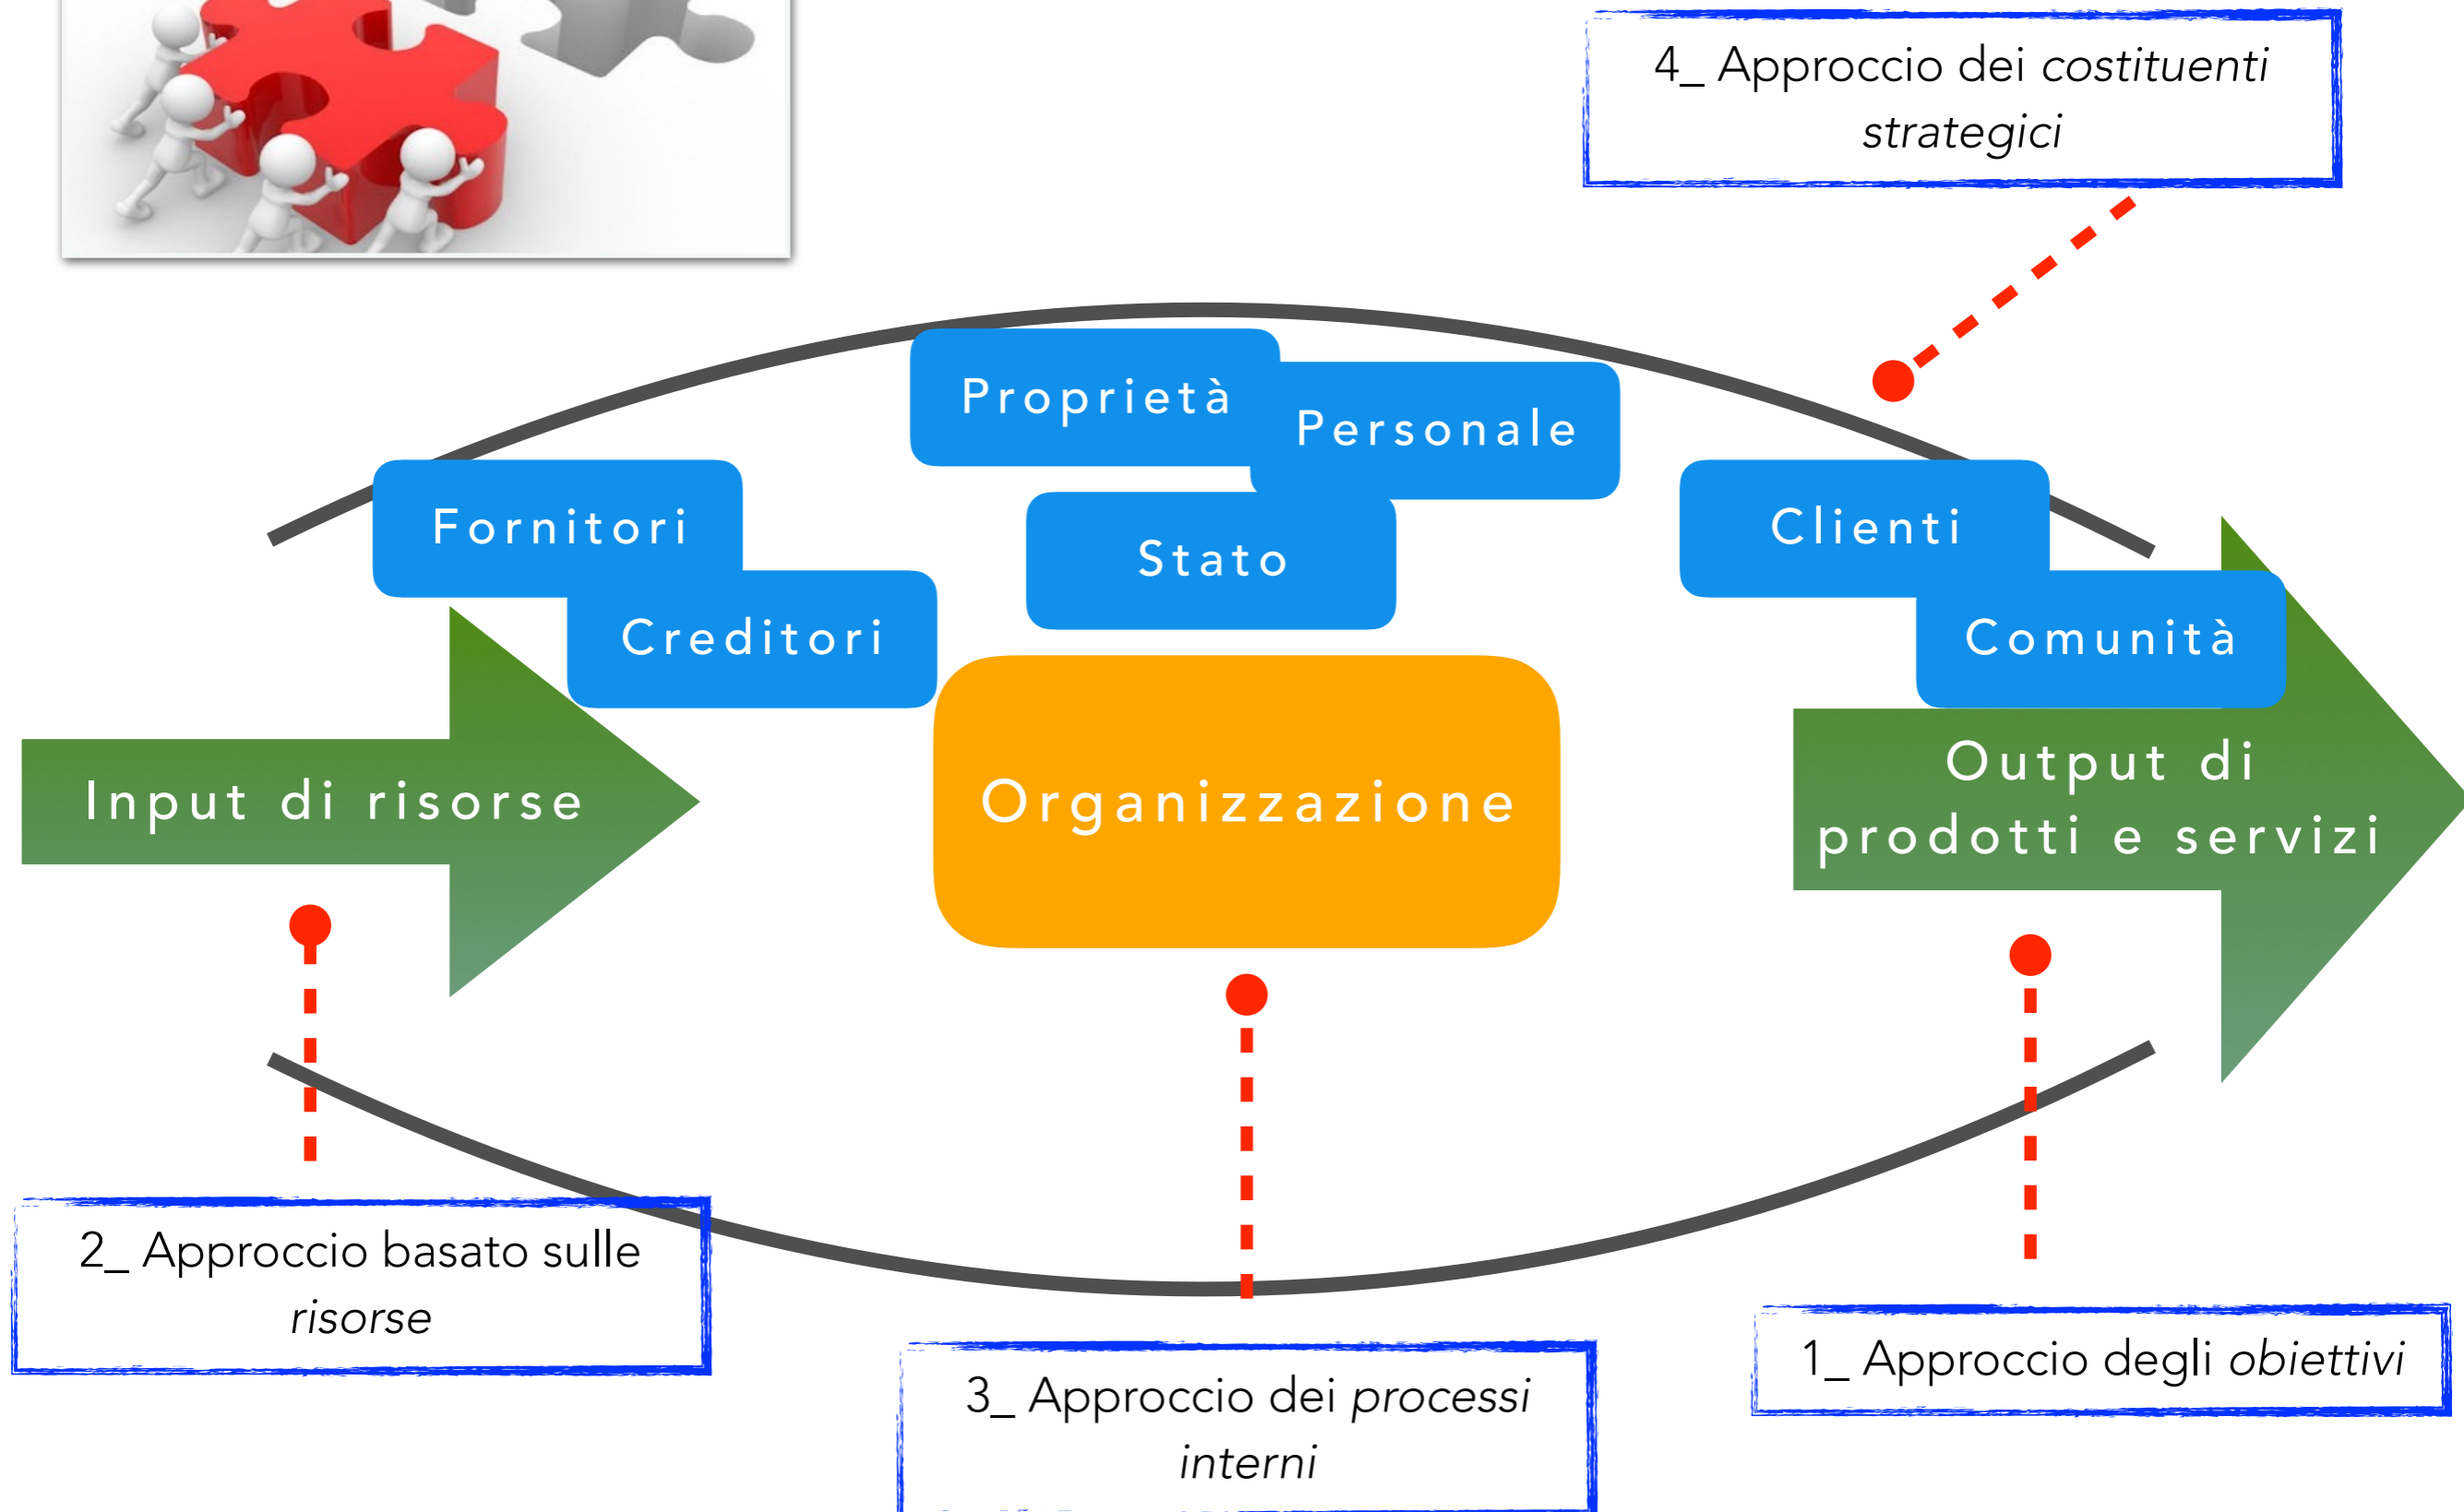 4_ Approccio dei costituenti
strategici
Proprietà
Personale
Fornitori
Clienti
Stato
Creditori
Comunità
Input di risorse
Organizzazione
Output di
prodotti e servizi
2_ Approccio basato sulle
risorse
3_ Approccio dei processi
interni
1_ Approccio degli obiettivi